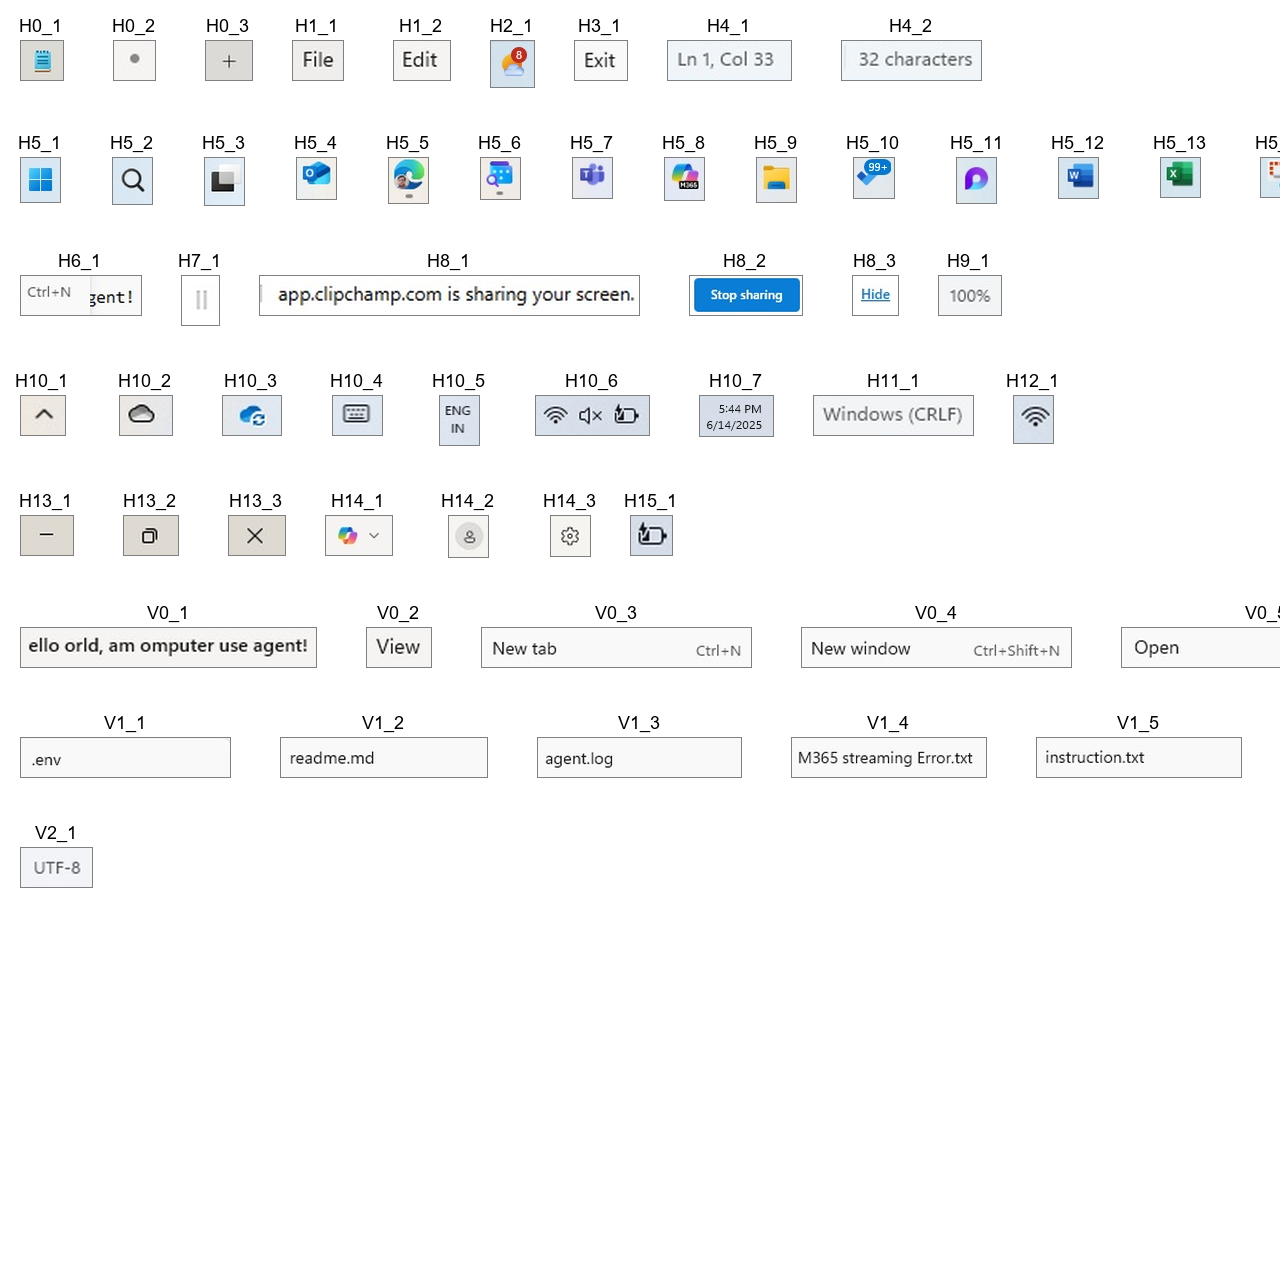 H0_1 H0_2 H0_3 H1_1 H1_2 H2_1 H3_1 H4_1 H4_2
File Edit 8 Exit Ln 1, Col 33 32 characters
H5_1 H5_2 H5_3 H5_4 H5_5 H5_6 H5_7 H5_8 H5_9 H5_10 H5_11 H5_12 H5_13 H5_
M365 99+ W X
H6_1 H7_1 H8_1 H8_2 H8_3 H9_1
Ctrl+N gent! app.clipchamp.com is sharing your screen. Stop sharing Hide 100%
H10_1 H10_2 H10_3 H10_4 H10_5 H10_6 H10_7 H11_1 H12_1
ENG 5:44 PM Windows (CRLF)
IN 6/14/2025
H13_1 H13_2 H13_3 H14_1 H14_2 H14_3 H15_1
V0_1 V0_2 V0_3 V0_4 V0_5
ello orld, am omputer use agent! View New tab Ctrl+N New window Ctrl+Shift+N Open
V1_1 V1_2 V1_3 V1_4 V1_5
.env readme.md agent.log M365 streaming Error.txt instruction.txt
V2_1
UTF-8